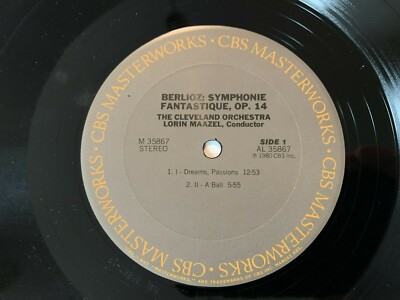 CBS MASTERWORKS · CBS MASTERWORKS · CBS MASTERWORKS · CBS MASTERWORKS ·
BERLIOZ: SYMPHONIE
FANTASTIQUE, OP. 14
THE CLEVELAND ORCHESTRA
LORIN MAAZEL, Conductor
M 35867
STEREO
SIDE 1
AL 35867
℗ 1980 CBS Inc.
1. I - Dreams, Passions 12:53
2. II - A Ball 5:55